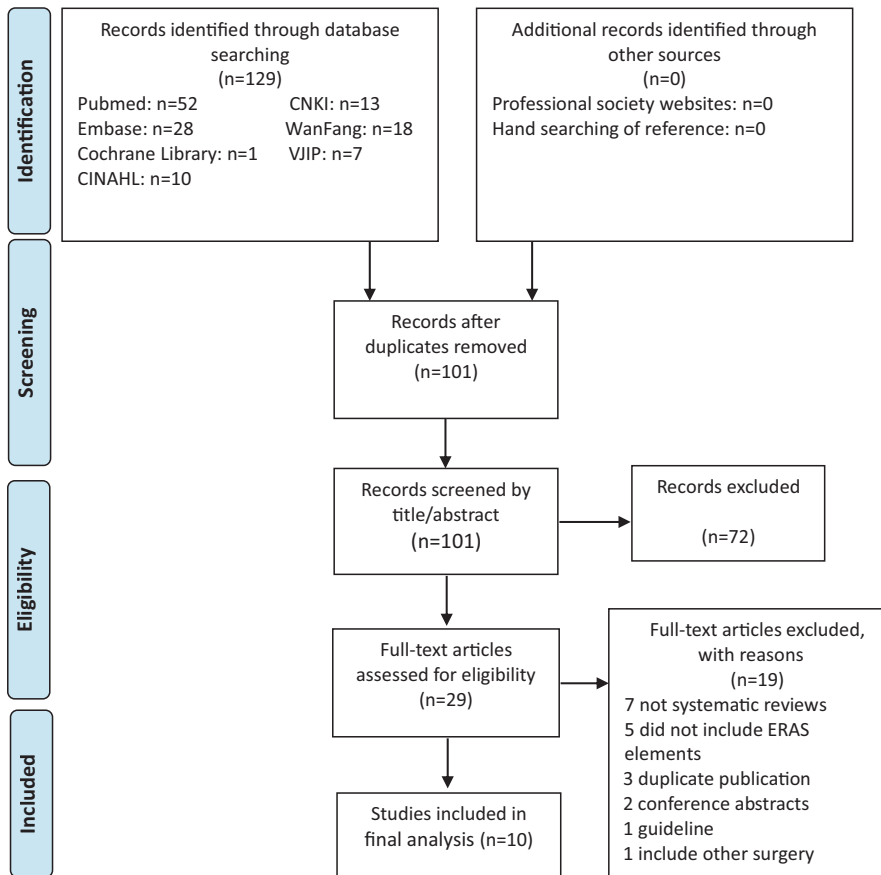 Identification
Records identified through database
searching
(n=129)
Pubmed: n=52
CNKI: n=13
Embase: n=28
WanFang: n=18
Cochrane Library: n=1
VJIP: n=7
CINAHL: n=10
Additional records identified through
other sources
(n=0)
Professional society websites: n=0
Hand searching of reference: n=0
Screening
Records after
duplicates removed
(n=101)
Eligibility
Records screened by
title/abstract
(n=101)
Records excluded
(n=72)
Full-text articles
assessed for eligibility
(n=29)
Full-text articles excluded,
with reasons
(n=19)
7 not systematic reviews
5 did not include ERAS
elements
3 duplicate publication
2 conference abstracts
1 guideline
1 include other surgery
Included
Studies included in
final analysis (n=10)